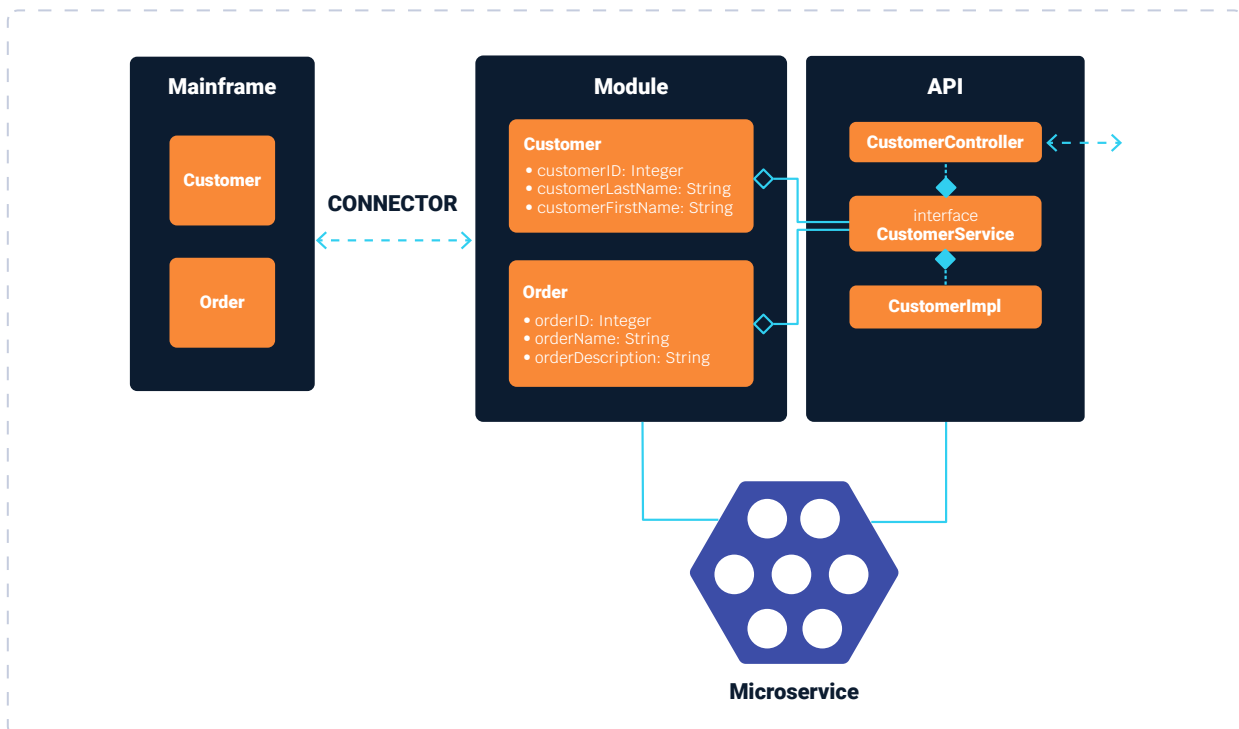 Mainframe
Customer
Order
CONNECTOR
Module
Customer
• customerID: Integer
• customerLastName: String
• customerFirstName: String
Order
• orderID: Integer
• orderName: String
• orderDescription: String
API
CustomerController
interface
CustomerService
CustomerImpl
Microservice